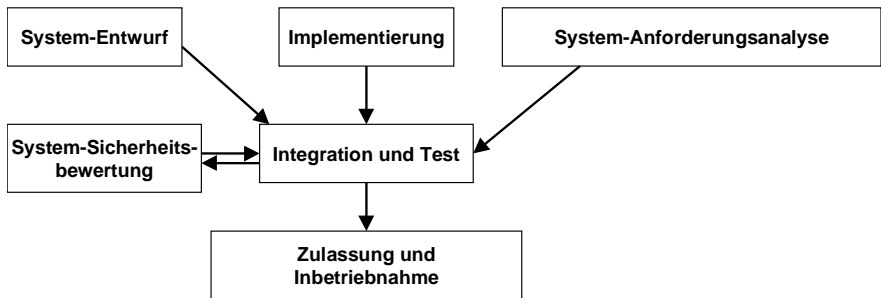 System-Entwurf
Implementierung
System-Anforderungsanalyse
System-Sicherheits-
bewertung
Integration und Test
Zulassung und
Inbetriebnahme